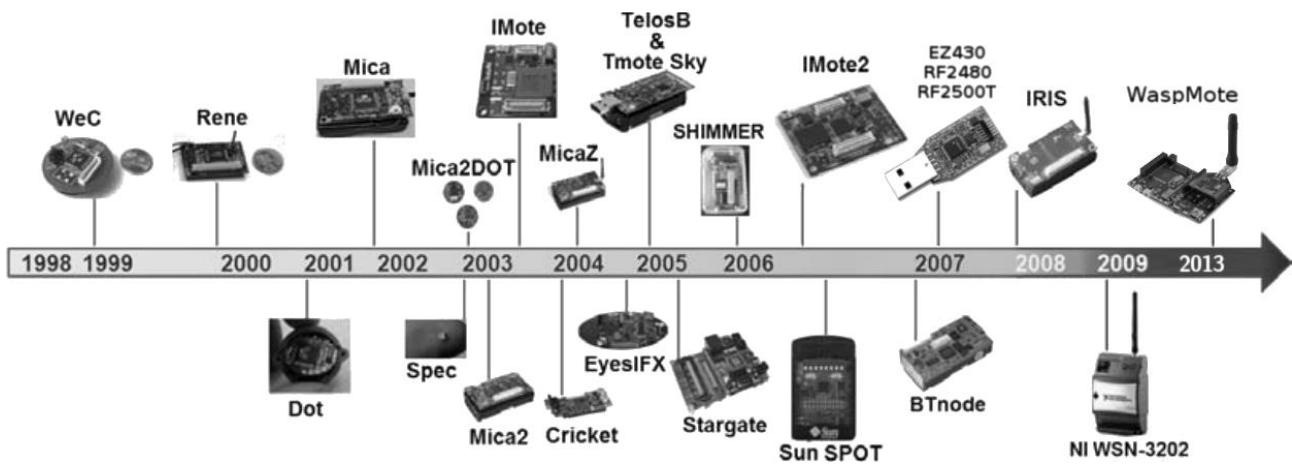 WeC
Rene
Mica
IMote
Mica2DOT
MicaZ
TelosB
&
Tmote Sky
SHIMMER
IMote2
EZ430
RF2480
RF2500T
IRIS
WaspMote
1998 1999 2000 2001 2002 2003 2004 2005 2006 2007 2008 2009 2013
Dot
Spec
Mica2
Cricket
EyesIFX
Stargate
Sun
Sun SPOT
BTnode
NI WSN-3202